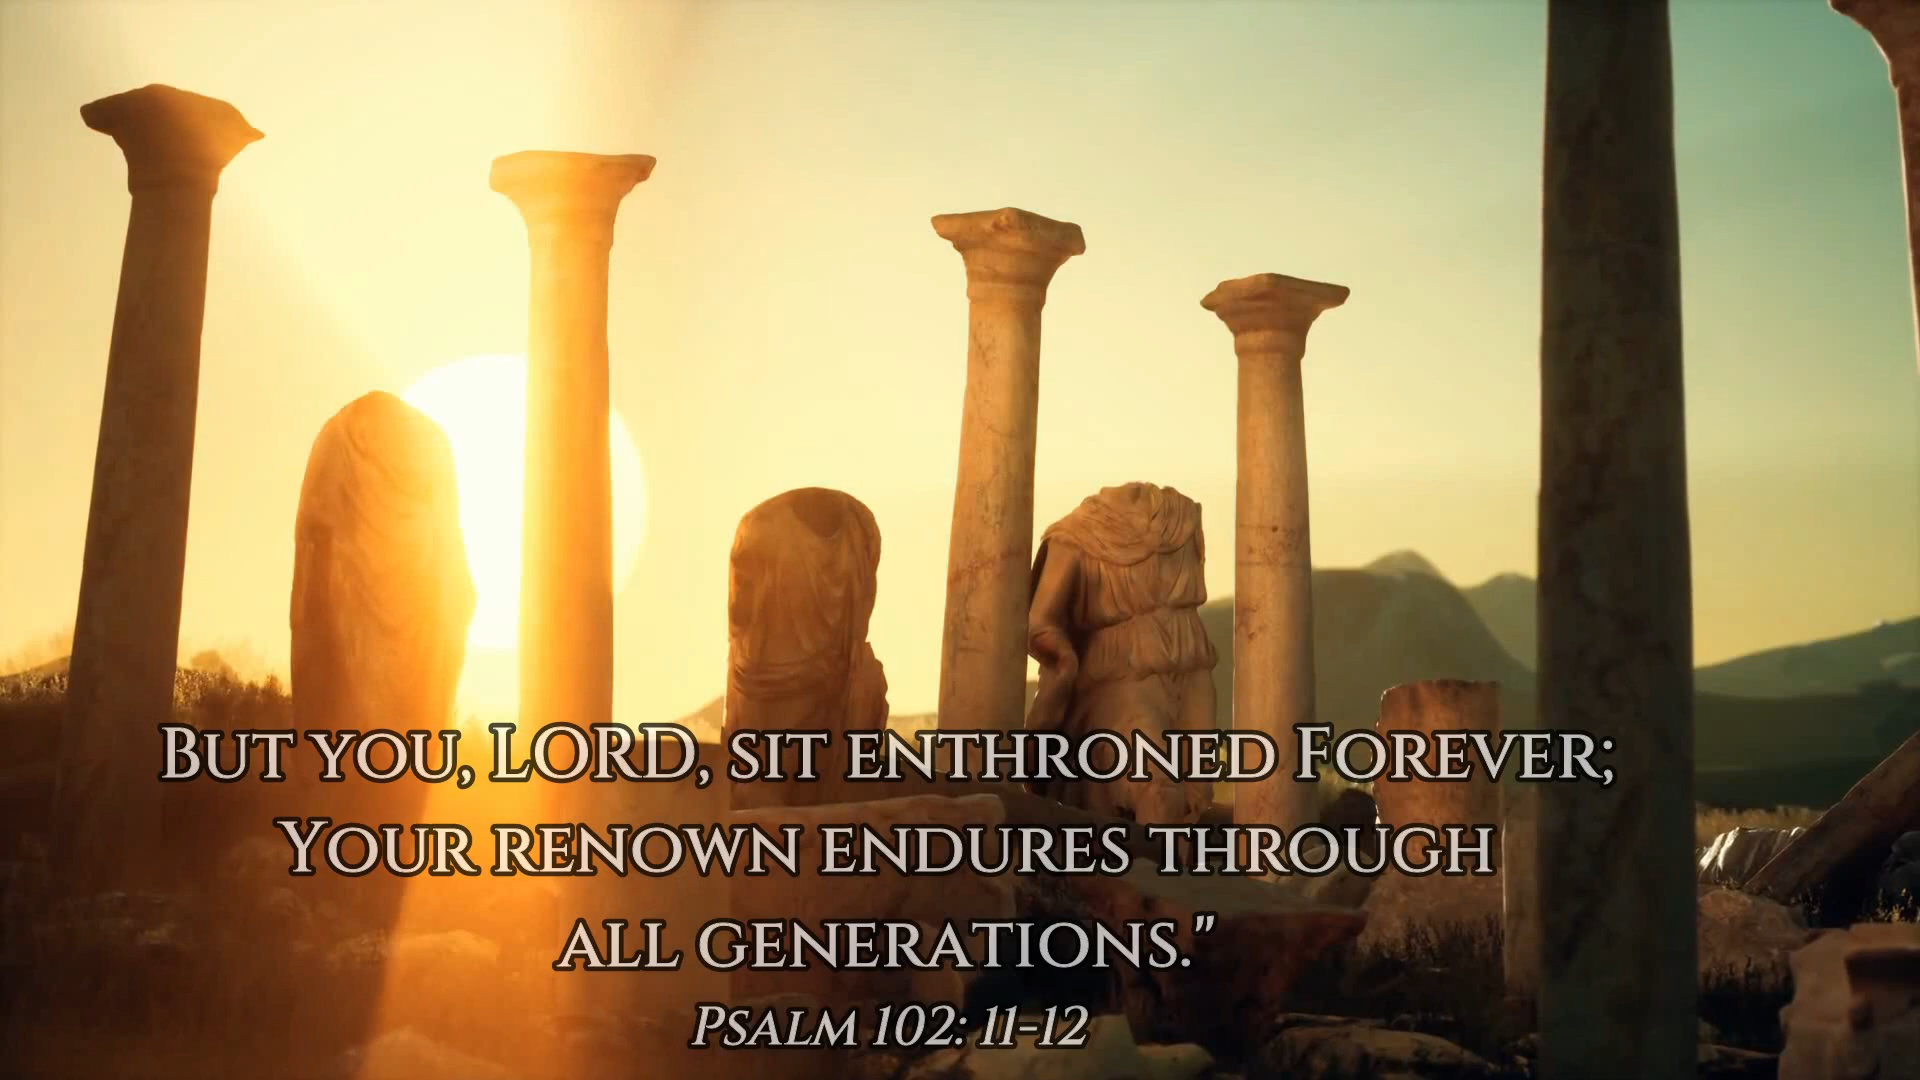 But you, LORD, sit enthroned Forever;
Your renown endures through
all generations."
Psalm 102: 11-12